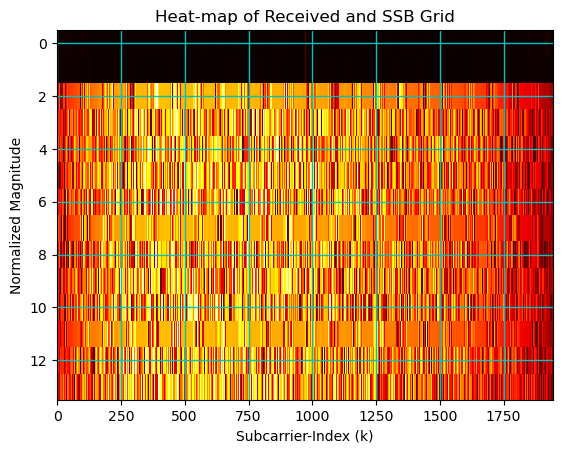 Heat-map of Received and SSB Grid
Normalized Magnitude
0
2
4
6
8
10
12
0 250 500 750 1000 1250 1500 1750
Subcarrier-Index (k)